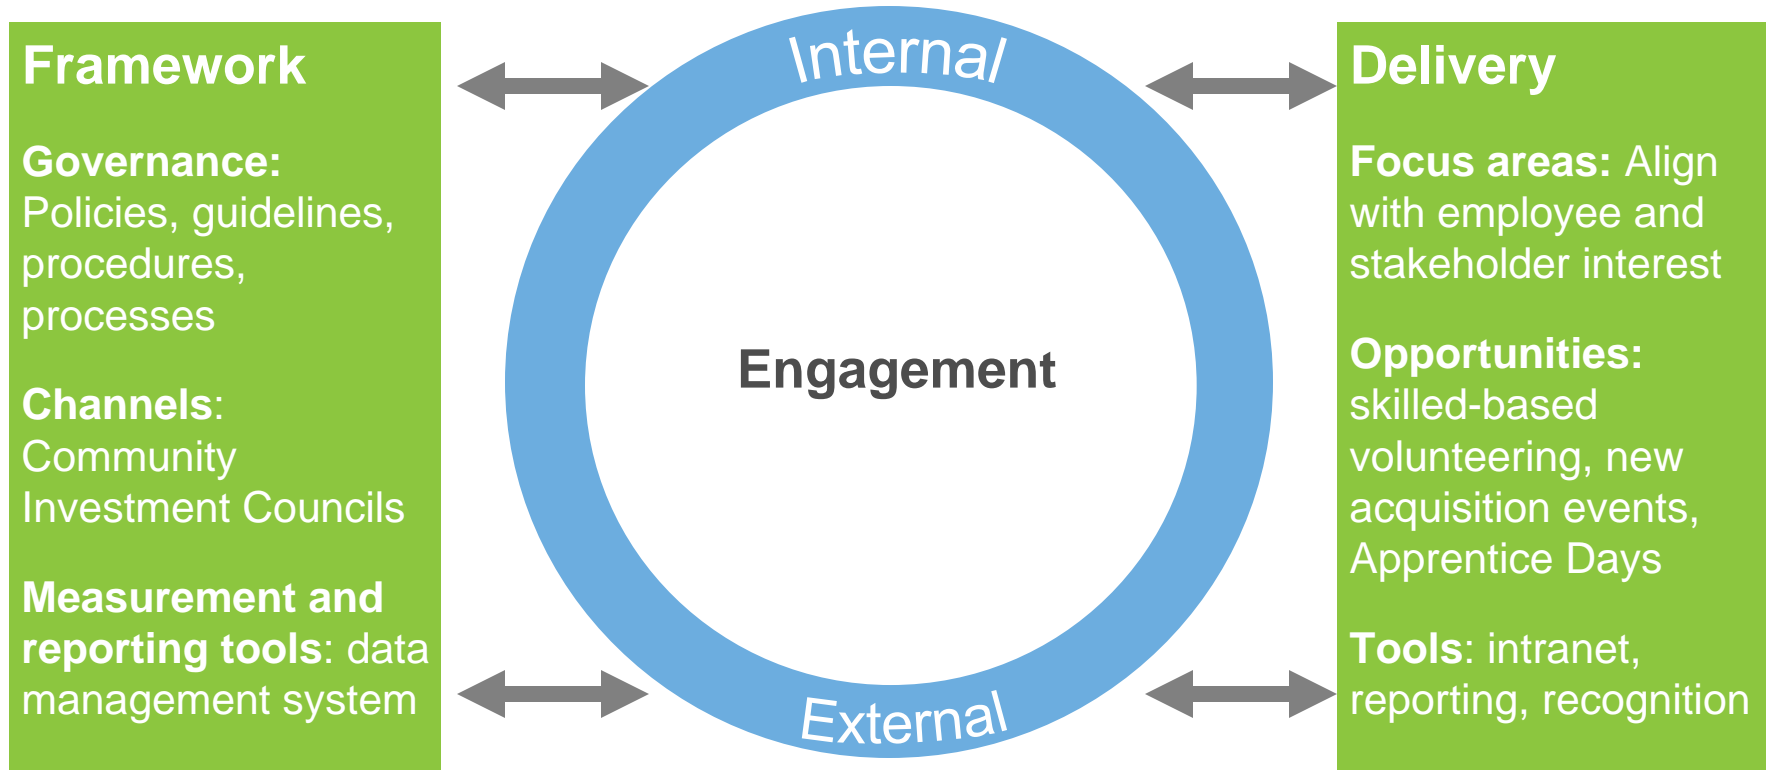 Framework
Governance:
Policies, guidelines,
procedures,
processes
Channels:
Community
Investment Councils
Measurement and
reporting tools: data
management system
Internal
Engagement
External
Delivery
Focus areas: Align
with employee and
stakeholder interest
Opportunities:
skilled-based
volunteering, new
acquisition events,
Apprentice Days
Tools: intranet,
reporting, recognition